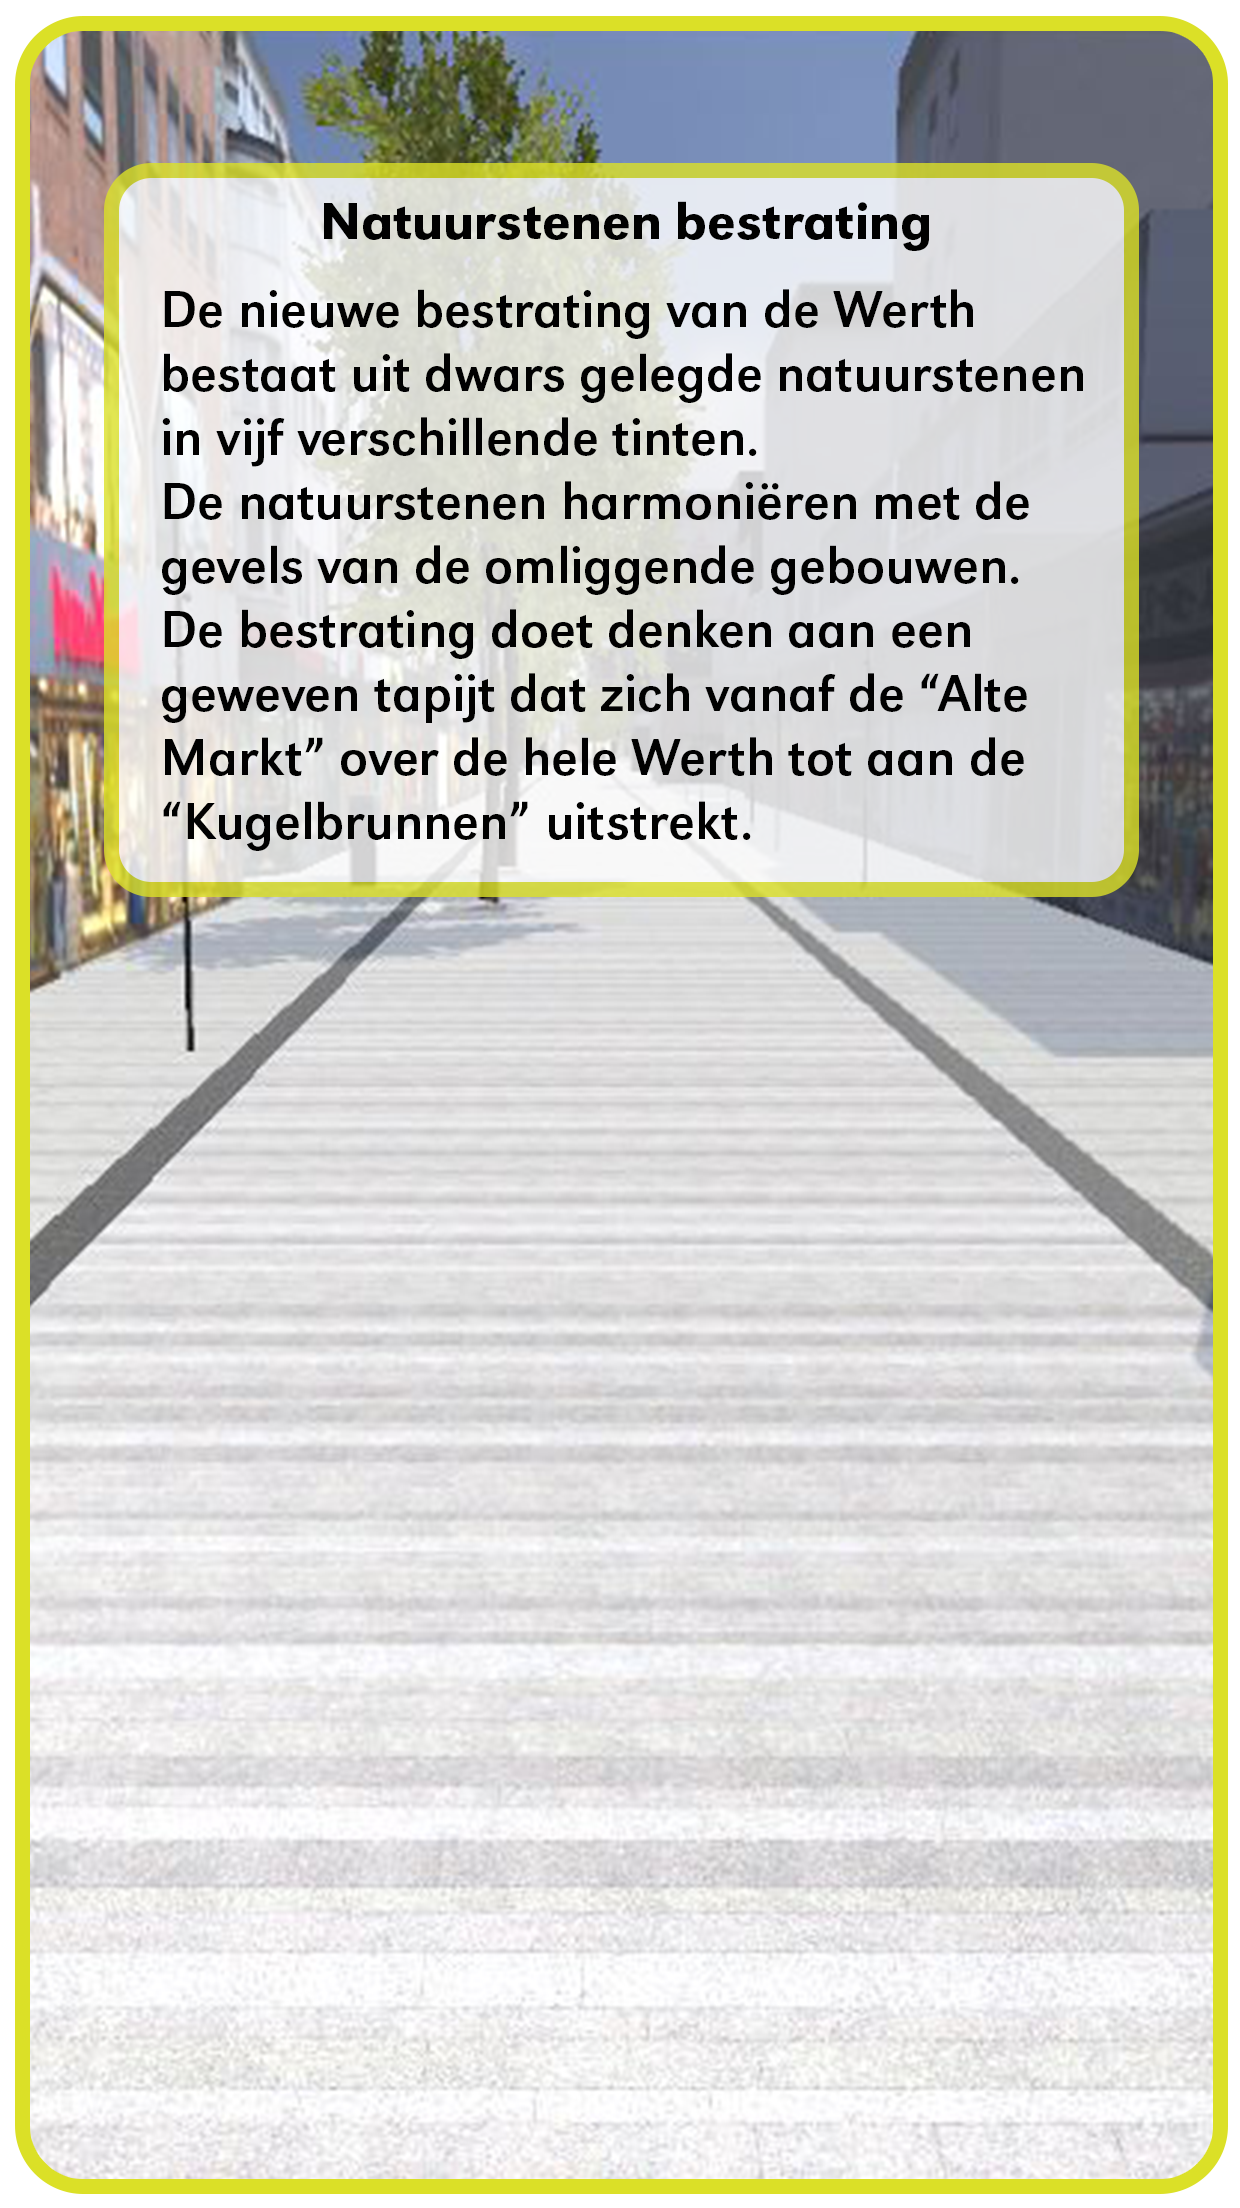 Natuurstenen bestrating
De nieuwe bestrating van de Werth
bestaat uit dwars gelegde natuurstenen
in vijf verschillende tinten.
De natuurstenen harmoniëren met de
gevels van de omliggende gebouwen.
De bestrating doet denken aan een
geweven tapijt dat zich vanaf de “Alte
Markt” over de hele Werth tot aan de
“Kugelbrunnen” uitstrekt.